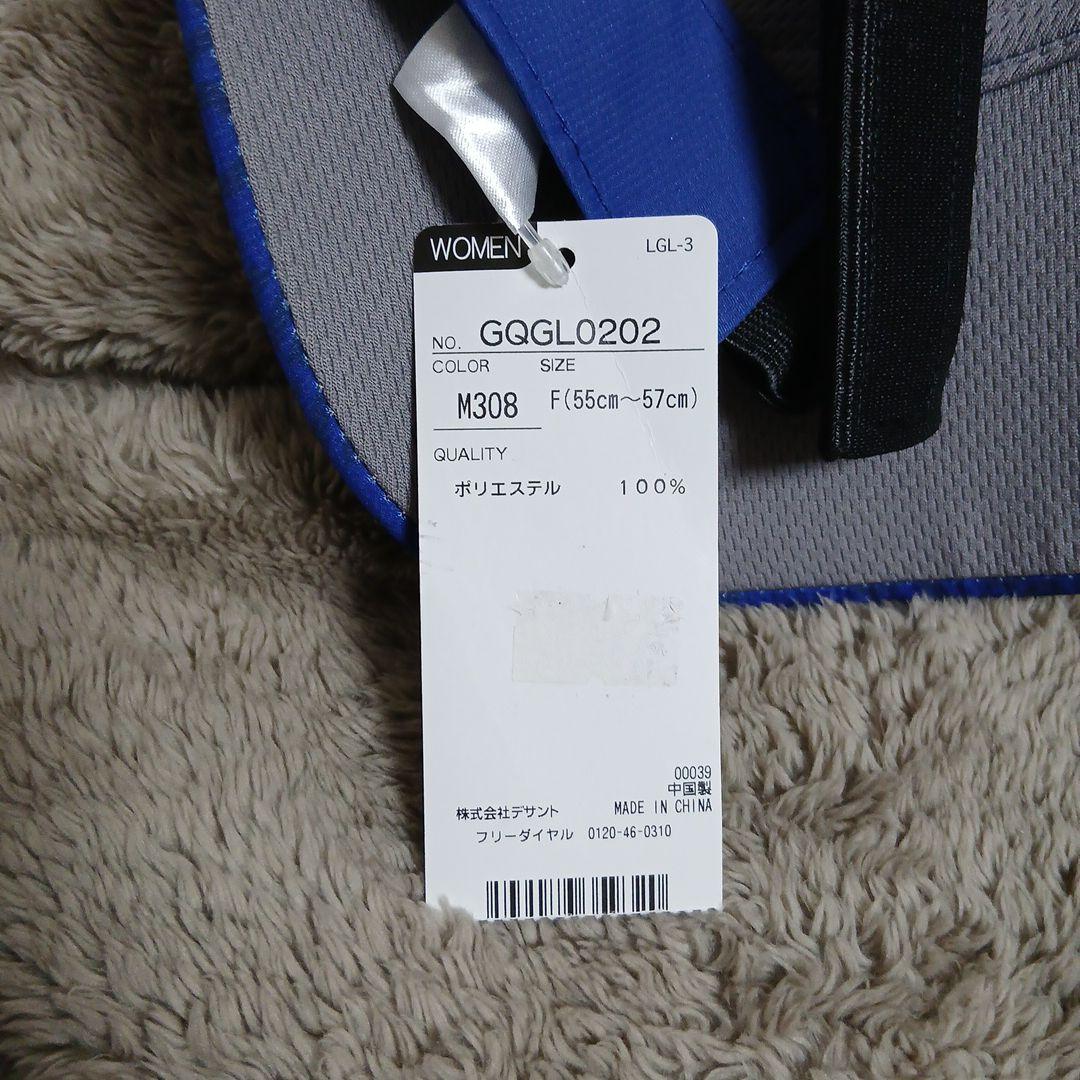 WOMEN LGL-3
NO. GQGL0202
COLOR SIZE
M308 F(55cm～57cm)
QUALITY
ポリエステル 100%
00039
中国製
株式会社デサント MADE IN CHINA
フリーダイヤル 0120-46-0310